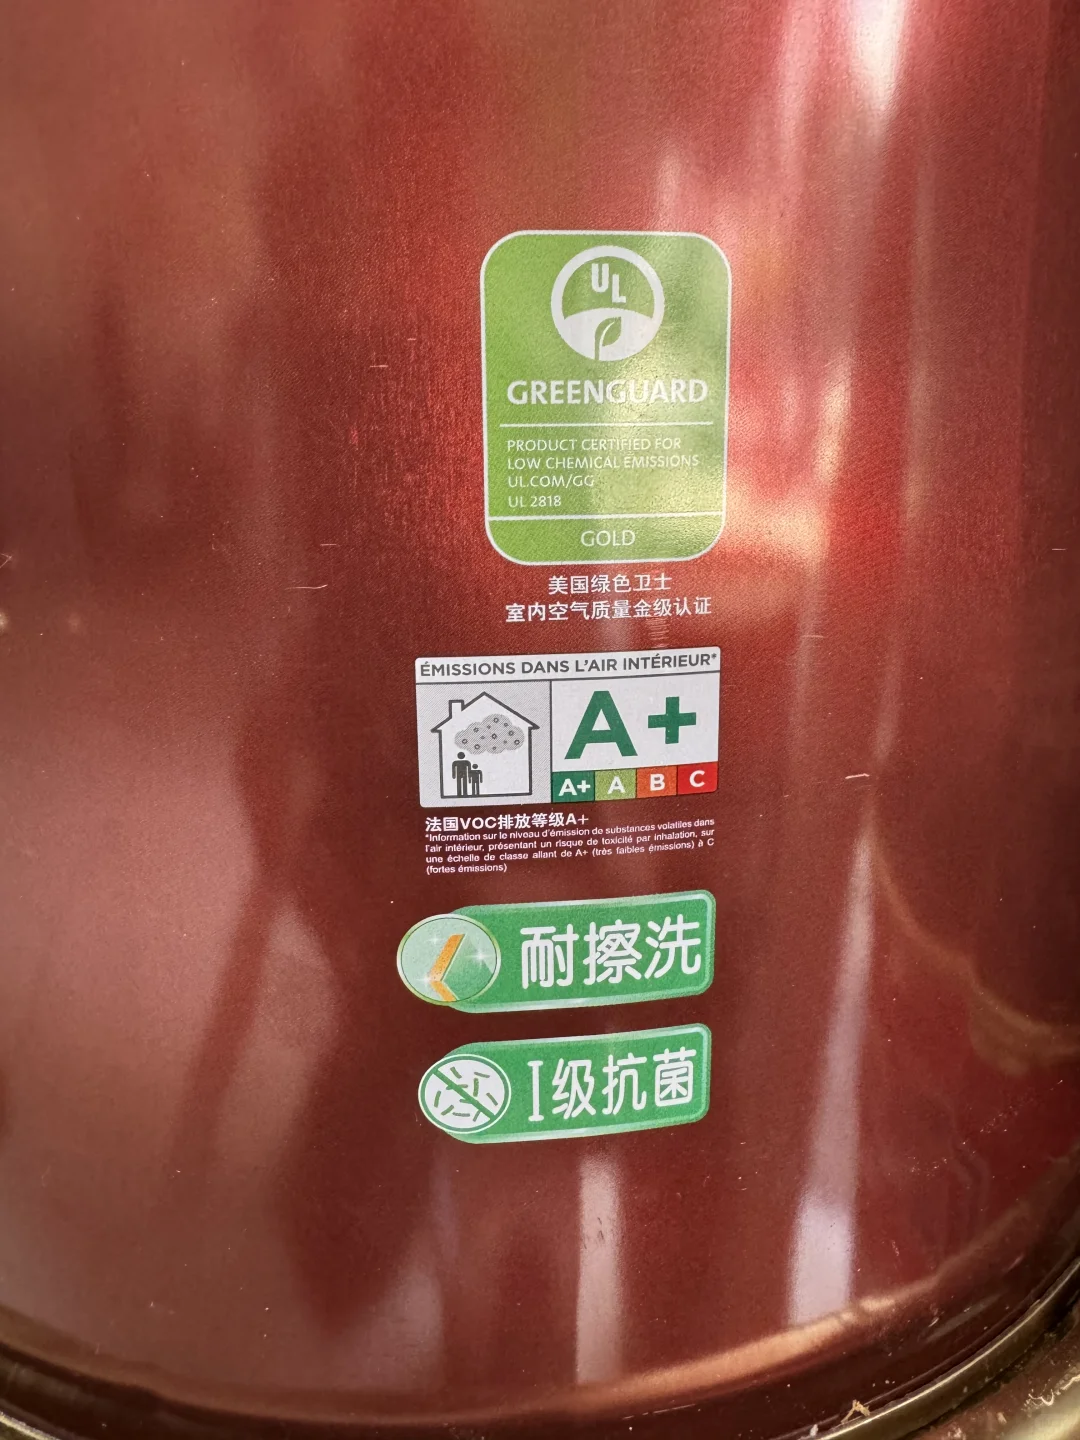 UL
GREENGUARD
PRODUCT CERTIFIED FOR
LOW CHEMICAL EMISSIONS
UL.COM/GG
UL 2818
GOLD
美国绿色卫士
室内空气质量金级认证
ÉMISSIONS DANS L'AIR INTÉRIEUR*
A+
A+ A B C
法国VOC排放等级A+
*Information sur le niveau d'émission de substances volatiles dans
l'air intérieur, présentant un risque de toxicité par inhalation, sur
une échelle de classe allant de A+ (très faibles émissions) à C
(fortes émissions)
耐擦洗
I级抗菌